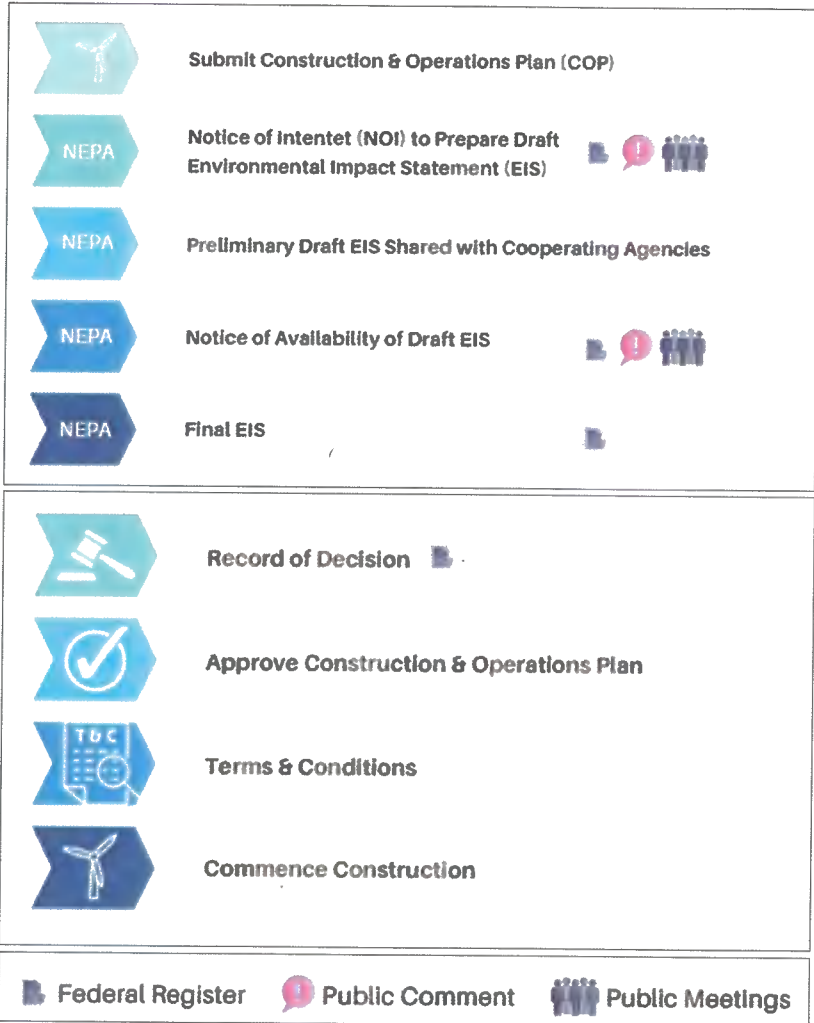 Submit Construction & Operations Plan (COP)
NEPA
Notice of Intentet (NOI) to Prepare Draft
Environmental Impact Statement (EIS)
NEPA
Preliminary Draft EIS Shared with Cooperating Agencies
NEPA
Notice of Availability of Draft EIS
NEPA
Final EIS
Record of Decision
Approve Construction & Operations Plan
T & C
Terms & Conditions
Commence Construction
Federal Register
Public Comment
Public Meetings